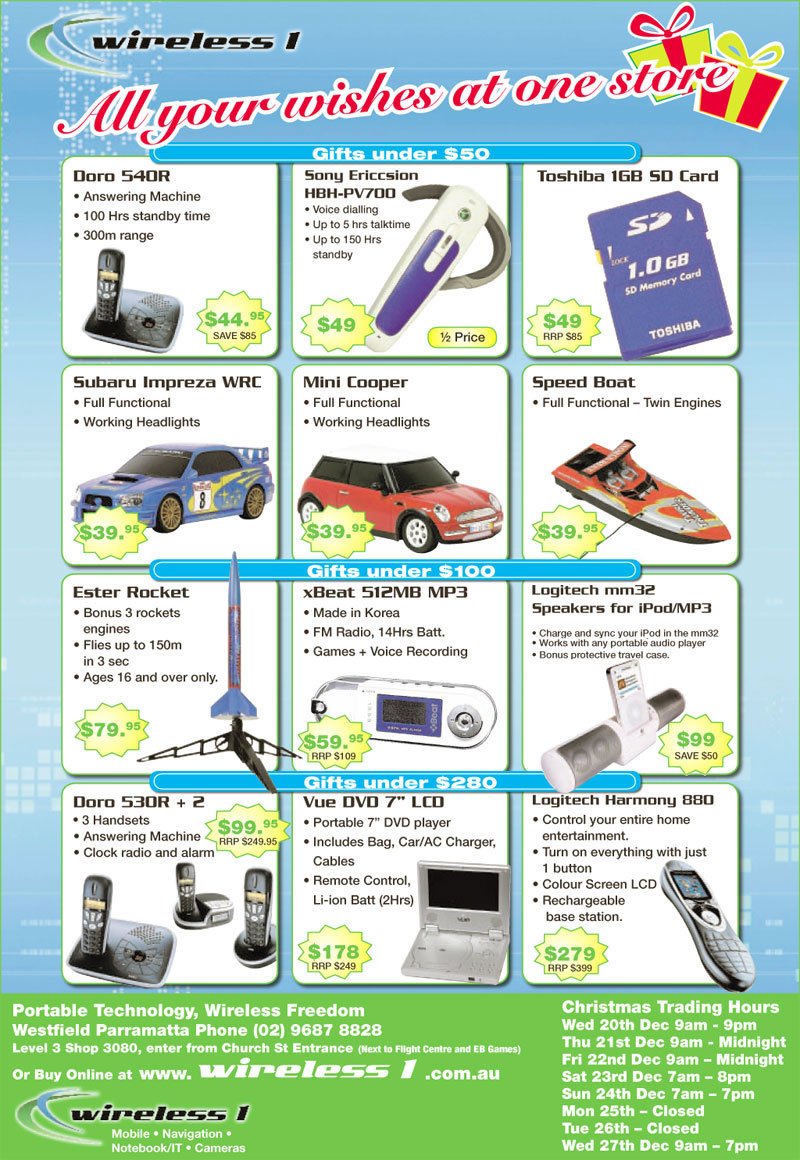 wireless 1
All your wishes at one store
Gifts under $50
Doro 540R
• Answering Machine
• 100 Hrs standby time
• 300m range
$44.95
SAVE $85
Sony Ericcsion
HBH-PV700
• Voice dialling
• Up to 5 hrs talktime
• Up to 150 Hrs
standby
$49
½ Price
Toshiba 1GB SD Card
SD
LOCK
1.0 GB
SD Memory Card
TOSHIBA
$49
RRP $85
Subaru Impreza WRC
• Full Functional
• Working Headlights
8
$39.95
Mini Cooper
• Full Functional
• Working Headlights
$39.95
Speed Boat
• Full Functional – Twin Engines
$39.95
Gifts under $100
Ester Rocket
• Bonus 3 rockets
engines
• Flies up to 150m
in 3 sec
• Ages 16 and over only.
$79.95
xBeat 512MB MP3
• Made in Korea
• FM Radio, 14Hrs Batt.
• Games + Voice Recording
xBeat
$59.95
RRP $109
Logitech mm32
Speakers for iPod/MP3
• Charge and sync your iPod in the mm32
• Works with any portable audio player
• Bonus protective travel case.
$99
SAVE $50
Gifts under $280
Doro 530R + 2
• 3 Handsets
• Answering Machine
• Clock radio and alarm
$99.95
RRP $249.95
Vue DVD 7” LCD
• Portable 7” DVD player
• Includes Bag, Car/AC Charger,
Cables
• Remote Control,
Li-ion Batt (2Hrs)
$178
RRP $249
Logitech Harmony 880
• Control your entire home
entertainment.
• Turn on everything with just
1 button
• Colour Screen LCD
• Rechargeable
base station.
$279
RRP $399
Portable Technology, Wireless Freedom
Westfield Parramatta Phone (02) 9687 8828
Level 3 Shop 3080, enter from Church St Entrance (Next to Flight Centre and EB Games)
Or Buy Online at www. wireless 1 .com.au
wireless 1
Mobile • Navigation •
Notebook/IT • Cameras
Christmas Trading Hours
Wed 20th Dec 9am - 9pm
Thu 21st Dec 9am - Midnight
Fri 22nd Dec 9am – Midnight
Sat 23rd Dec 7am – 8pm
Sun 24th Dec 7am – 7pm
Mon 25th – Closed
Tue 26th – Closed
Wed 27th Dec 9am – 7pm